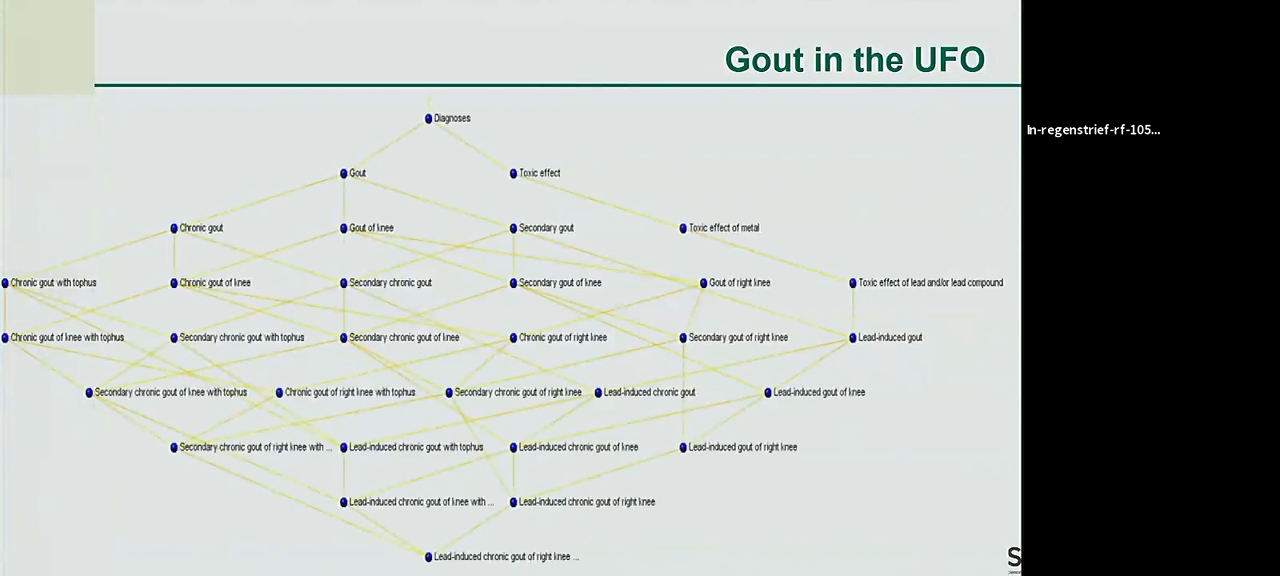 Gout in the UFO
In-regenstrief-rf-105...
Diagnoses
Gout
Toxic effect
Chronic gout
Gout of knee
Secondary gout
Toxic effect of metal
Chronic gout with tophus
Chronic gout of knee
Secondary chronic gout
Secondary gout of knee
Gout of right knee
Toxic effect of lead and/or lead compound
Chronic gout of knee with tophus
Secondary chronic gout with tophus
Secondary chronic gout of knee
Chronic gout of right knee
Secondary gout of right knee
Lead-induced gout
Secondary chronic gout of knee with tophus
Chronic gout of right knee with tophus
Secondary chronic gout of right knee
Lead-induced chronic gout
Lead-induced gout of knee
Secondary chronic gout of right knee with ...
Lead-induced chronic gout with tophus
Lead-induced chronic gout of knee
Lead-induced gout of right knee
Lead-induced chronic gout of knee with ...
Lead-induced chronic gout of right knee
Lead-induced chronic gout of right knee ...
S